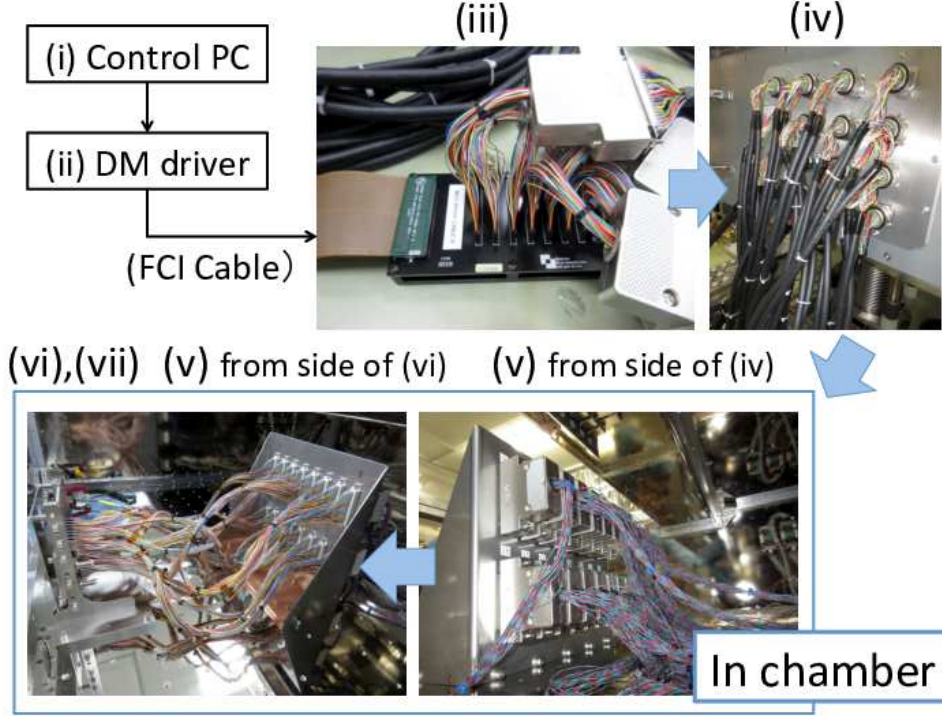 (iii)
(iv)
(i) Control PC
(ii) DM driver
(FCI Cable）
(vi),(vii)
(v) from side of (vi)
(v) from side of (iv)
In chamber